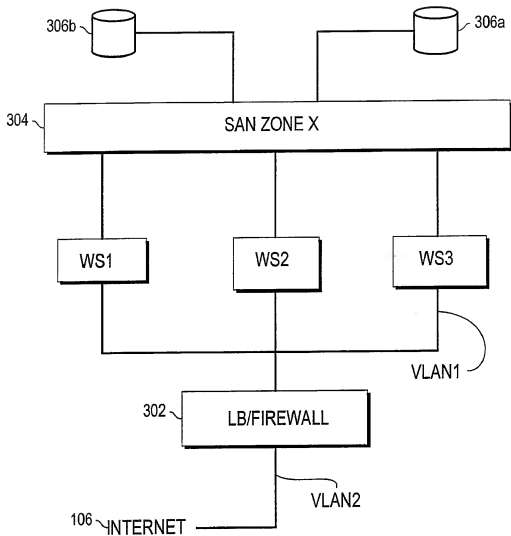 306b
306a
304
SAN ZONE X
WS1
WS2
WS3
VLAN1
302
LB/FIREWALL
VLAN2
106 INTERNET